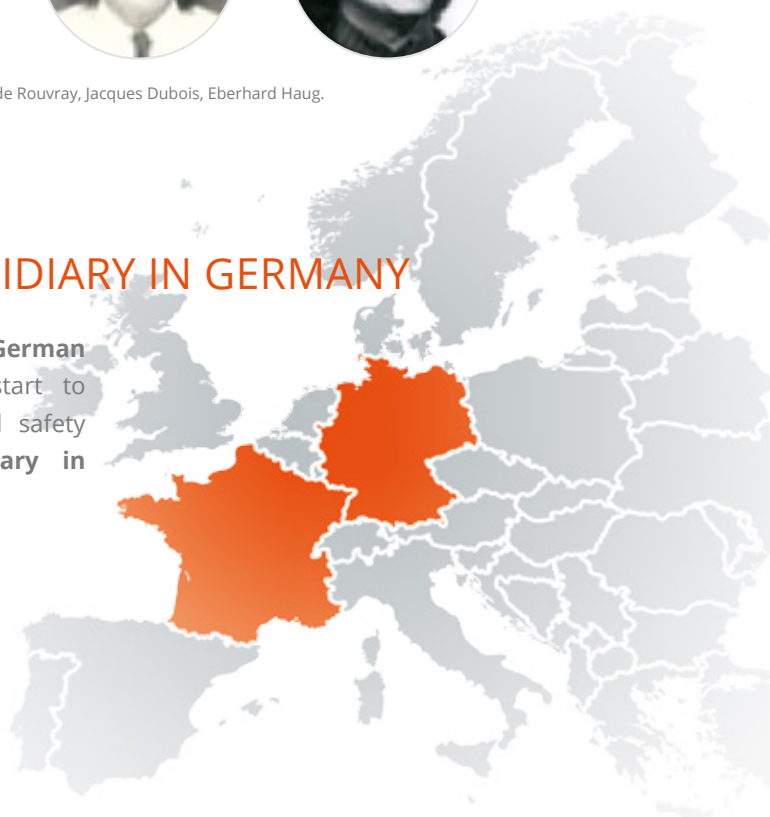 de Rouvray, Jacques Dubois, Eberhard Haug.
IDIARY IN GERMANY
German
start to
safety
ary in